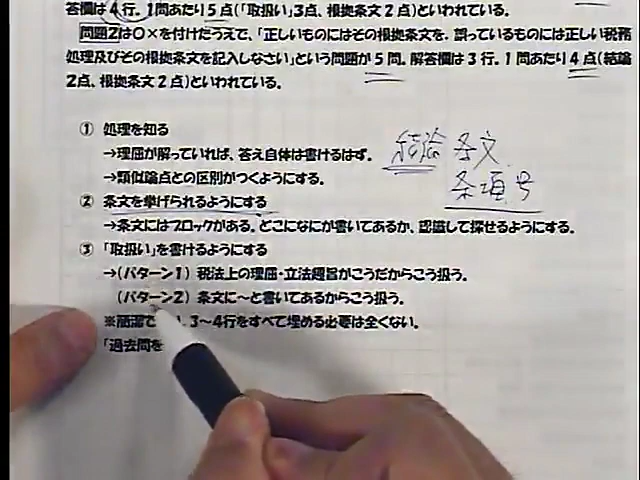 答欄は4行。1問あたり5点(「取扱い」3点、根拠条文2点)といわれている。
問題2は○×を付けたうえで、「正しいものにはその根拠条文を、誤っているものには正しい税務
処理及びその根拠条文を記入しなさい」という問題が5問。解答欄は3行。1問あたり4点(結論
2点、根拠条文2点)といわれている。
① 処理を知る
→理屈が解っていれば、答え自体は書けるはず。
→類似論点との区別がつくようにする。
結論 条文
条項号
② 条文を挙げられるようにする
→条文にはブロックがある。どこになにが書いてあるか、認識して探せるようにする。
③ 「取扱い」を書けるようにする
→(パターン1) 税法上の理屈・立法趣旨がこうだからこう扱う。
(パターン2) 条文に~と書いてあるからこう扱う。
※簡潔で 、3~4行をすべて埋める必要は全くない。
「過去問を